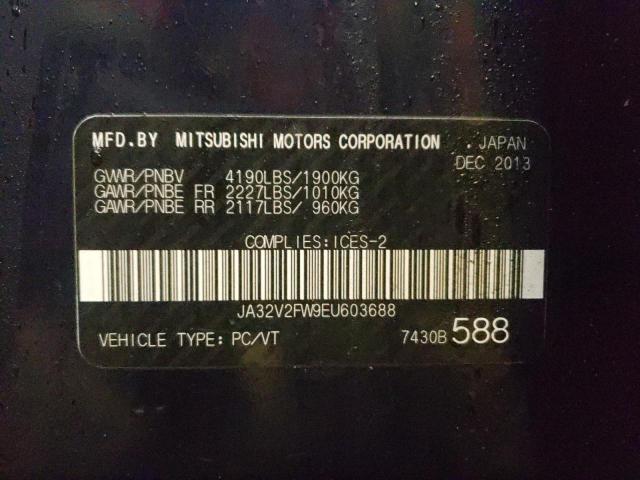 MFD.BY MITSUBISHI MOTORS CORPORATION , JAPAN
DEC 2013
GVWR/PNBV 4190LBS/1900KG
GAWR/PNBE FR 2227LBS/1010KG
GAWR/PNBE RR 2117LBS/ 960KG
COMPLIES:ICES-2
JA32V2FW9EU603688
VEHICLE TYPE: PC/VT 7430B 588